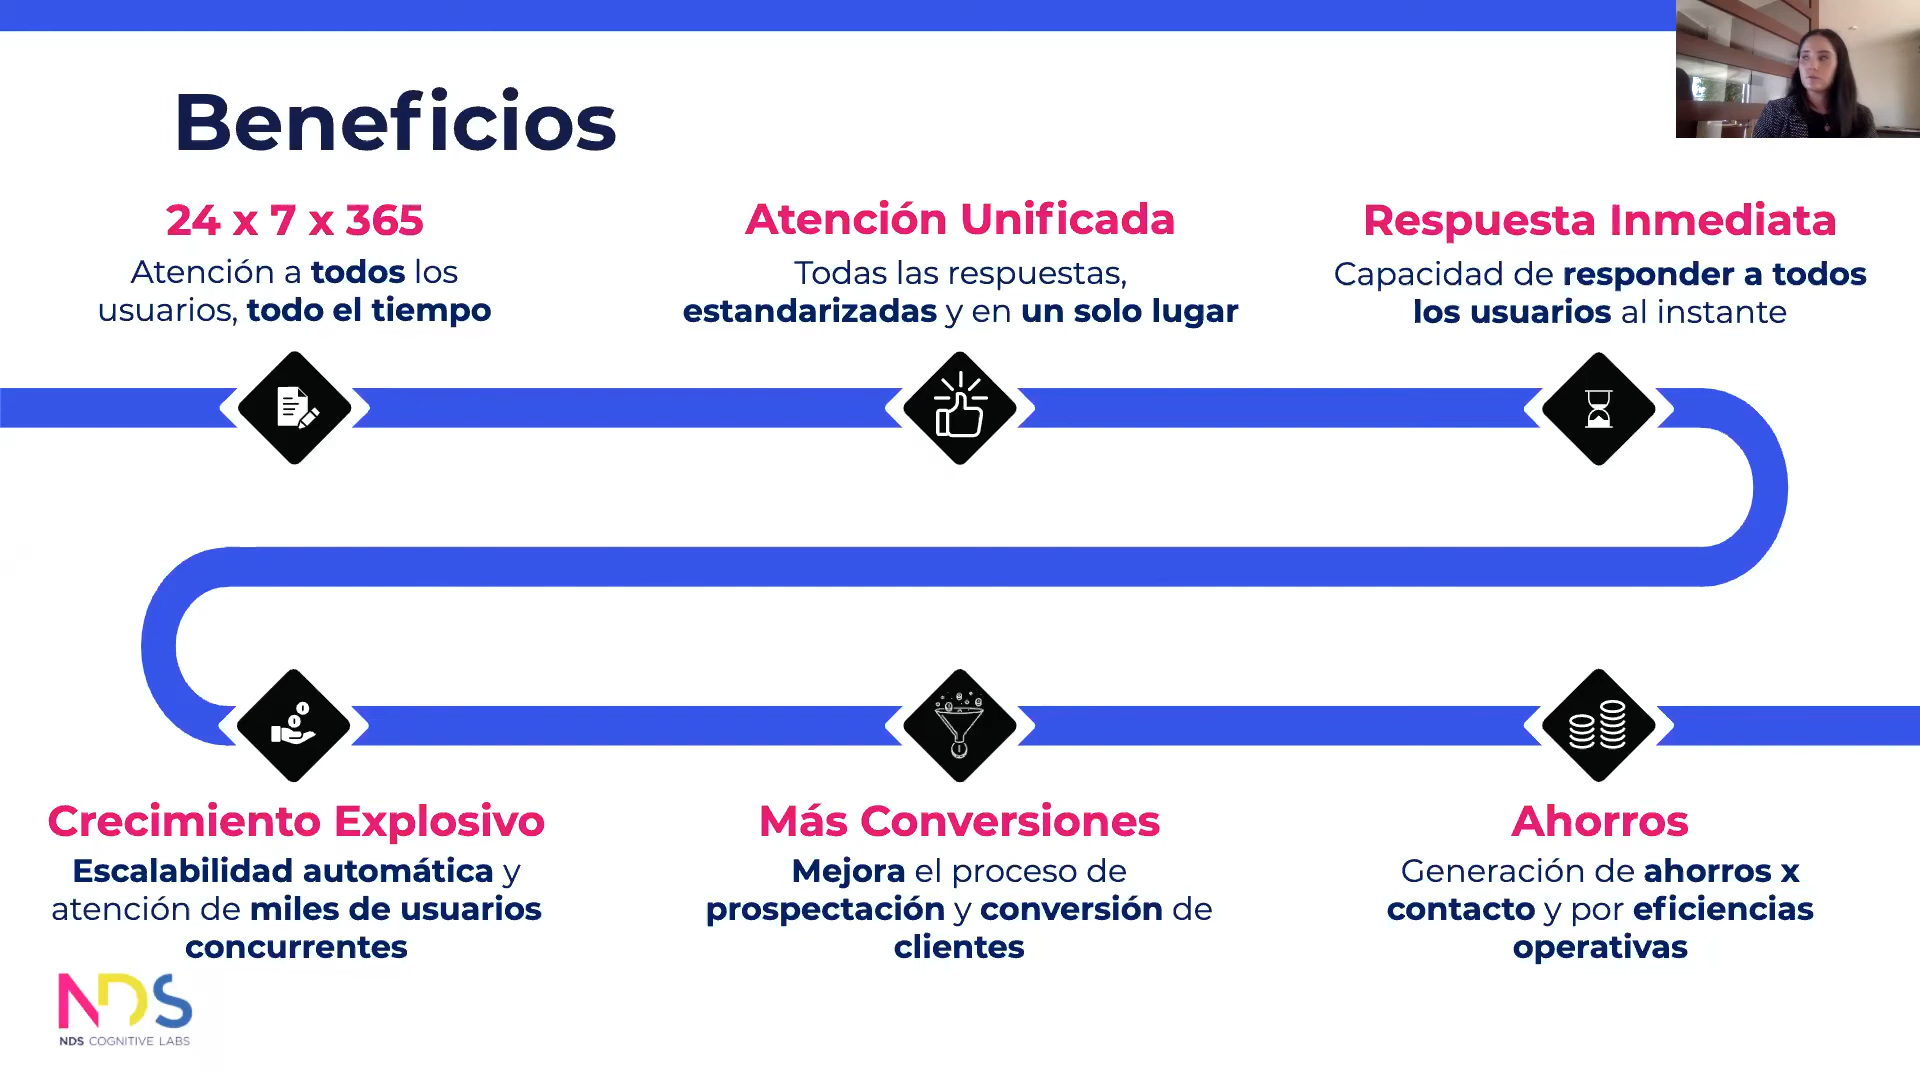 Beneficios
24 x 7 x 365
Atención a todos los
usuarios, todo el tiempo
Atención Unificada
Todas las respuestas,
estandarizadas y en un solo lugar
Respuesta Inmediata
Capacidad de responder a todos
los usuarios al instante
Crecimiento Explosivo
Escalabilidad automática y
atención de miles de usuarios
concurrentes
Más Conversiones
Mejora el proceso de
prospectación y conversión de
clientes
Ahorros
Generación de ahorros x
contacto y por eficiencias
operativas
NDS
NDS COGNITIVE LABS